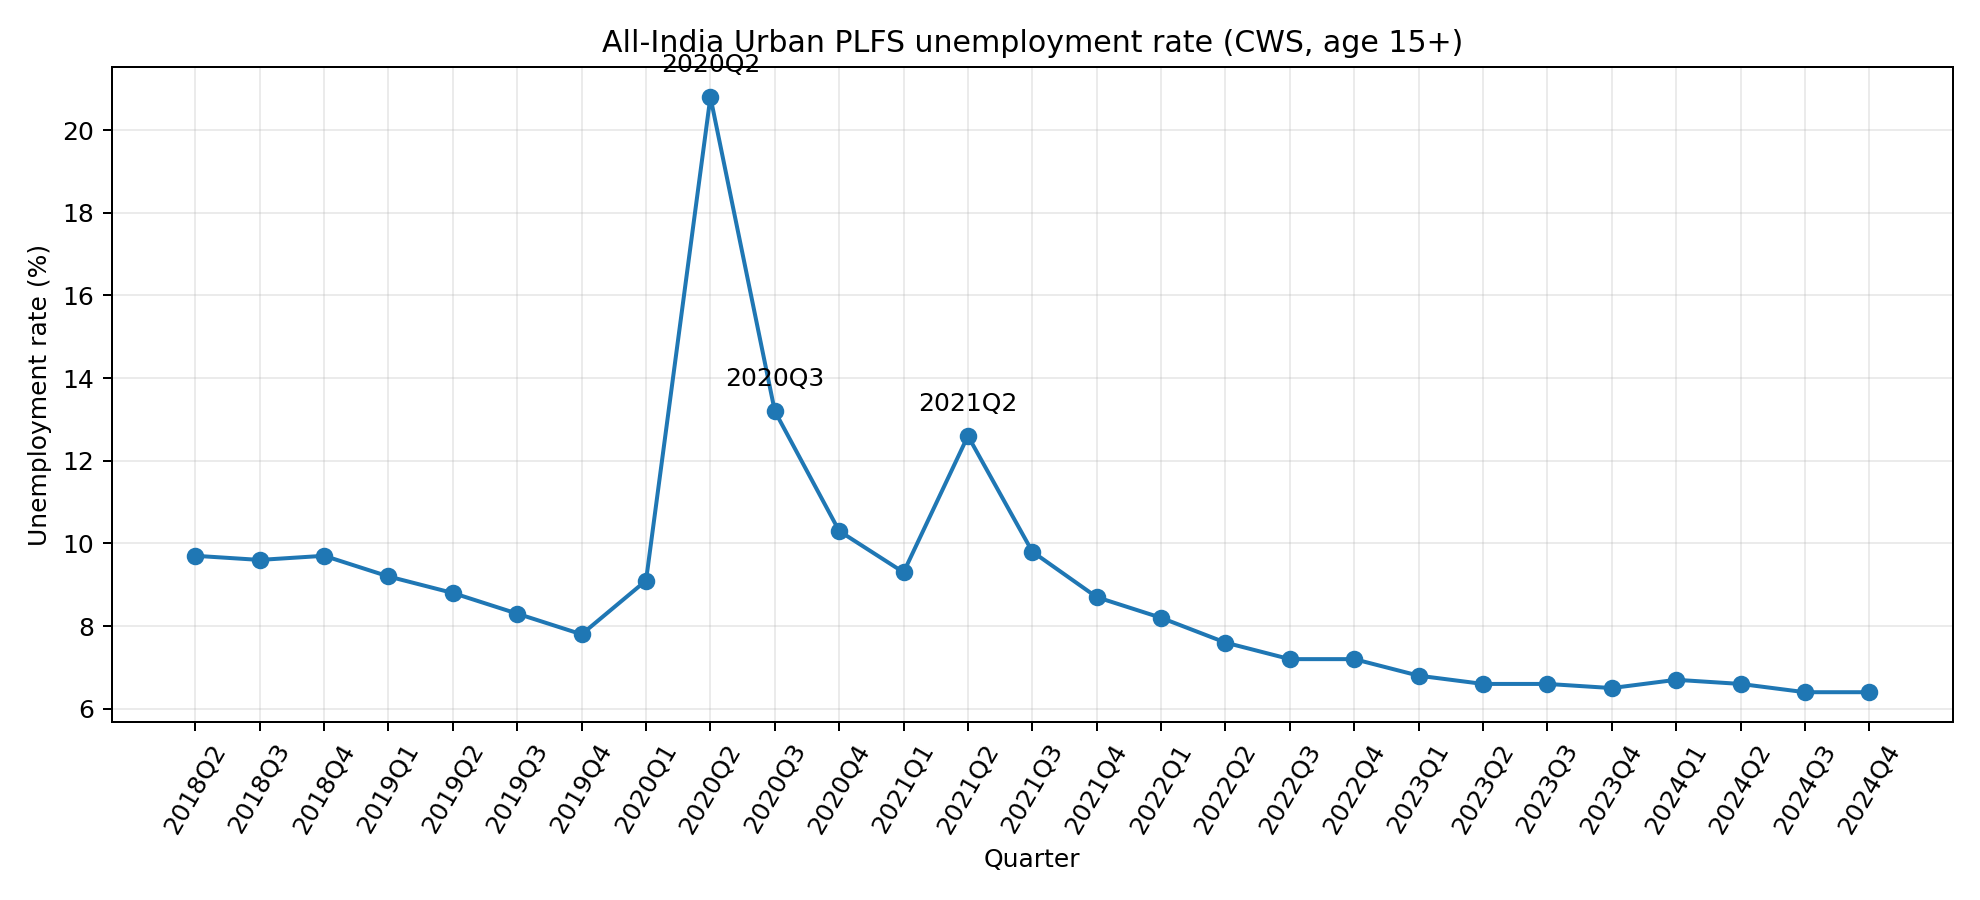 All-India Urban PLFS unemployment rate (CWS, age 15+)
2020Q2
20
18
16
14
12
10
8
6
Unemployment rate (%)
2020Q3
2021Q2
2018Q2
2018Q3
2018Q4
2019Q1
2019Q2
2019Q3
2019Q4
2020Q1
2020Q2
2020Q3
2020Q4
2021Q1
2021Q2
2021Q3
2021Q4
2022Q1
2022Q2
2022Q3
2022Q4
2023Q1
2023Q2
2023Q3
2023Q4
2024Q1
2024Q2
2024Q3
2024Q4
Quarter